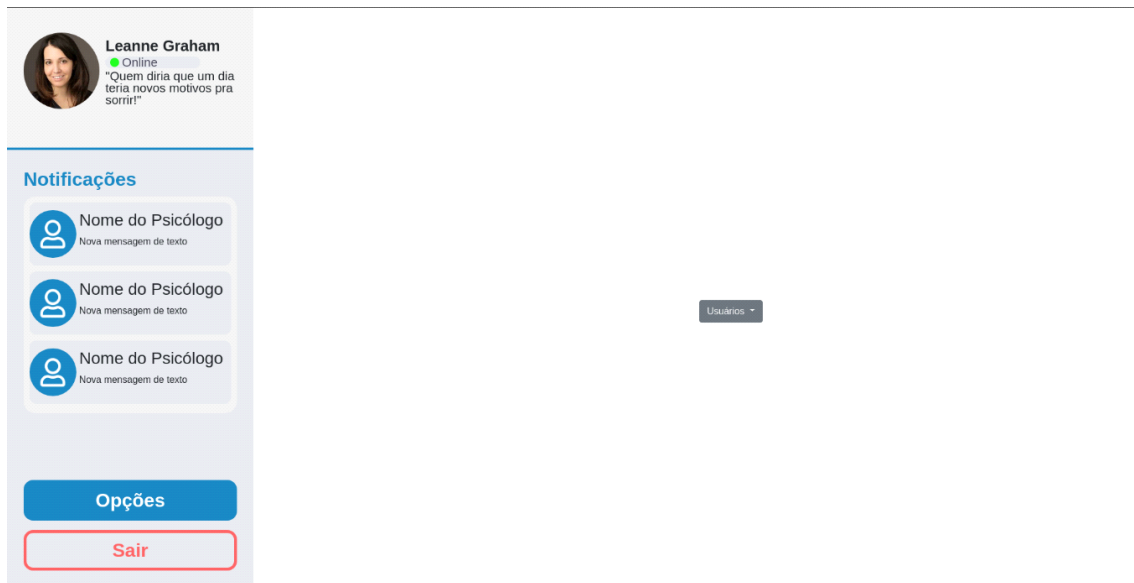 Leanne Graham
Online
"Quem diria que um dia
teria novos motivos pra
sorrir!"
Notificações
Nome do Psicólogo
Nova mensagem de texto
Nome do Psicólogo
Nova mensagem de texto
Nome do Psicólogo
Nova mensagem de texto
Opções
Sair
Usuários